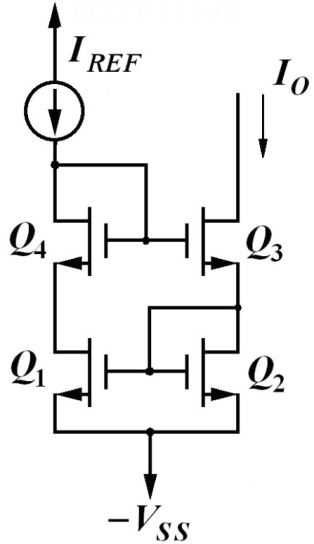 I_REF
I_O
Q_4
Q_3
Q_1
Q_2
-V_SS